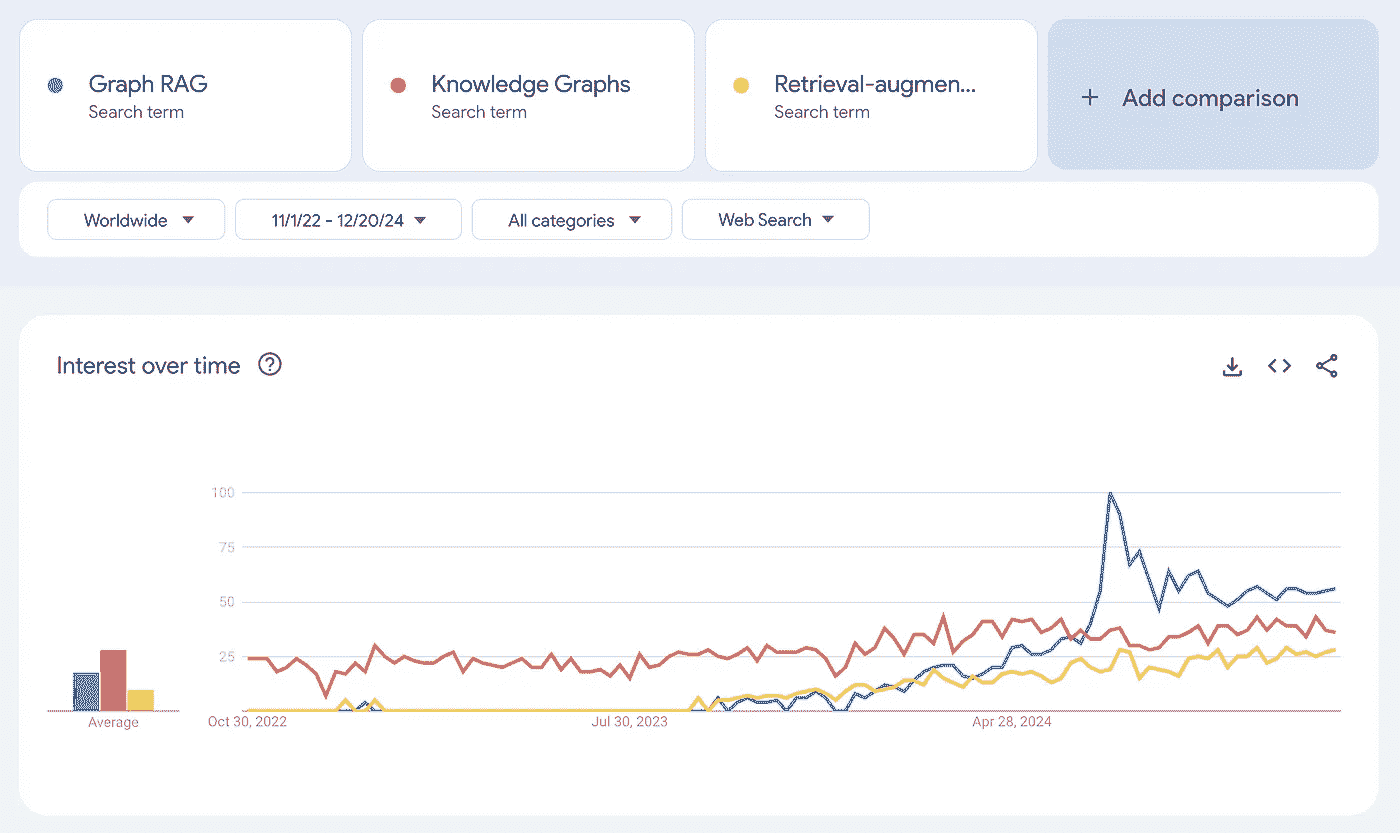 Graph RAG
Search term
Knowledge Graphs
Search term
Retrieval-augmen...
Search term
+ Add comparison
Worldwide
11/1/22 - 12/20/24
All categories
Web Search
Interest over time ?
100
75
50
25
Average
Oct 30, 2022
Jul 30, 2023
Apr 28, 2024